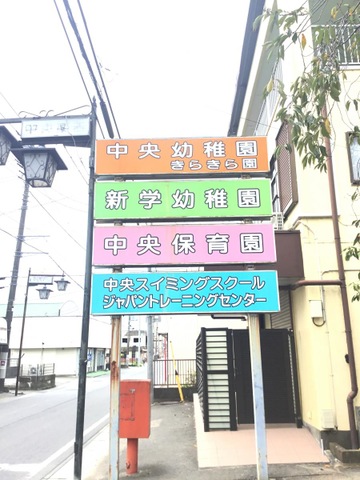 中央幼稚園
きらきら園
新学幼稚園
中央保育園
中央スイミングスクール
ジャパントレーニングセンター